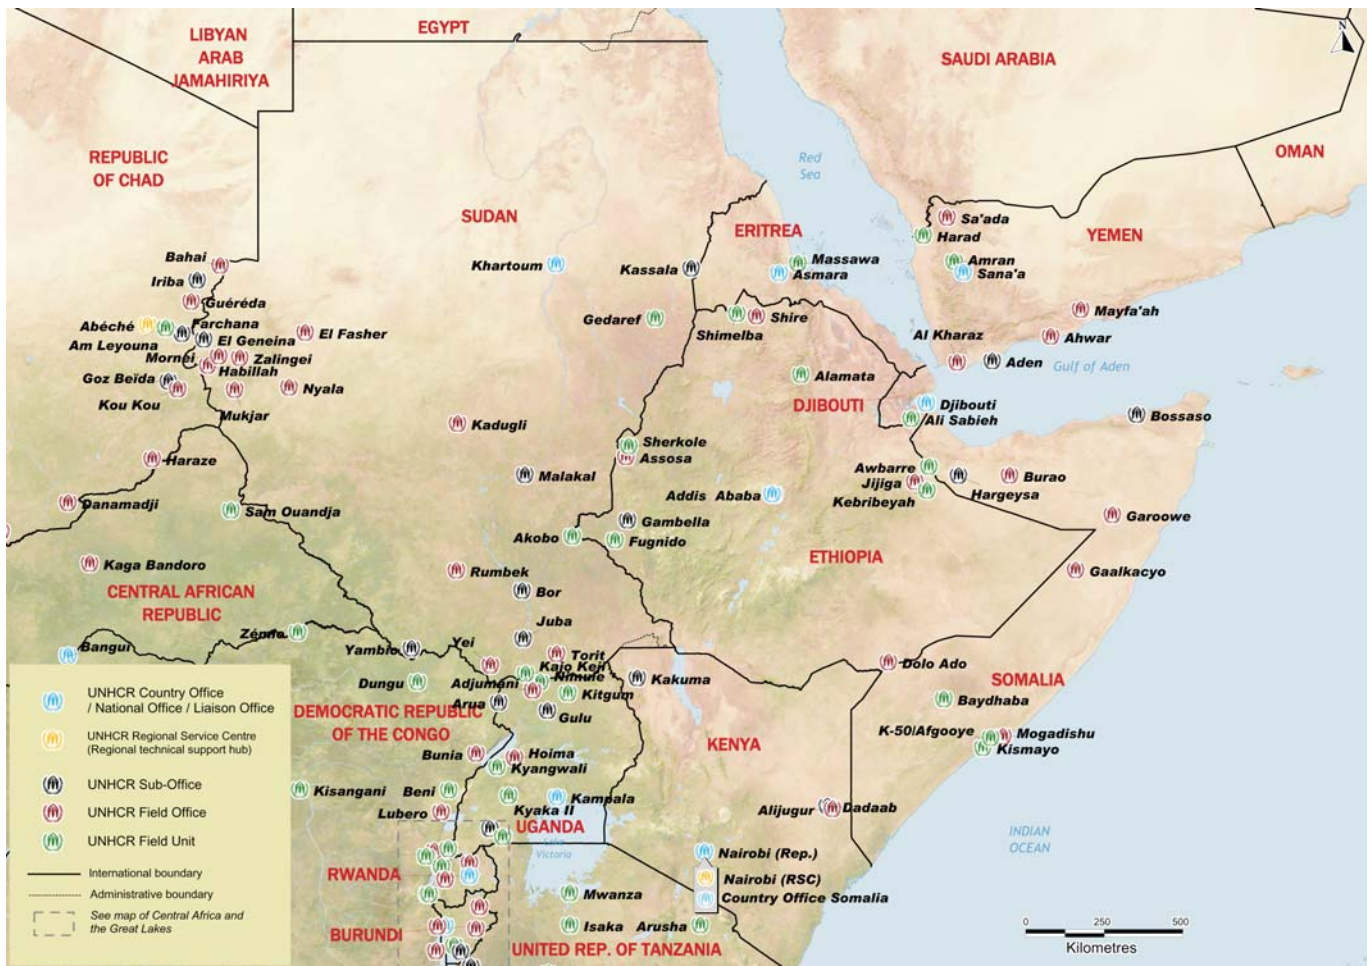 LIBYAN
ARAB
JAMAHIRIYA
EGYPT
N
SAUDI ARABIA
REPUBLIC
OF CHAD
Red
Sea
OMAN
SUDAN
Sa'ada
ERITREA
Harad
YEMEN
Bahai
Khartoum
Kassala
Massawa
Asmara
Amran
Sana'a
Iriba
Guéréda
Mayfa'ah
Abéché
Farchana
El Fasher
Gedaref
Shimelba
Shire
Al Kharaz
Ahwar
Am Leyouna
El Geneina
Mornei
Zalingei
Habillah
Aden
Gulf of Aden
Goz Beïda
Nyala
Alamata
Kou Kou
Mukjar
DJIBOUTI
Djibouti
Ali Sabieh
Bossaso
Kadugli
Sherkole
Assosa
Haraze
Malakal
Awbarre
Jijiga
Kebribeyah
Hargeysa
Burao
Addis Ababa
Danamadji
Sam Ouandja
Gambella
Garoowe
Akobo
Fugnido
ETHIOPIA
Kaga Bandoro
Rumbek
Gaalkacyo
CENTRAL AFRICAN
REPUBLIC
Bor
Zémio
Juba
Bangui
Yambio
Yei
Torit
Dolo Ado
Kajo Keji
Nimule
SOMALIA
Dungu
Adjumani
Kitgum
Kakuma
Baydhaba
Arua
Gulu
DEMOCRATIC REPUBLIC
OF THE CONGO
K-50/Afgooye
Mogadishu
Kismayo
KENYA
Bunia
Hoima
Kyangwali
Kisangani
Beni
Kampala
Lubero
Kyaka II
Alijugur
Dadaab
UGANDA
Lake
Victoria
INDIAN
OCEAN
Nairobi (Rep.)
RWANDA
Nairobi (RSC)
Mwanza
Country Office Somalia
BURUNDI
Isaka
Arusha
UNITED REP. OF TANZANIA
UNHCR Country Office
/ National Office / Liaison Office
UNHCR Regional Service Centre
(Regional technical support hub)
UNHCR Sub-Office
UNHCR Field Office
UNHCR Field Unit
International boundary
Administrative boundary
See map of Central Africa and
the Great Lakes
0 250 500
Kilometres